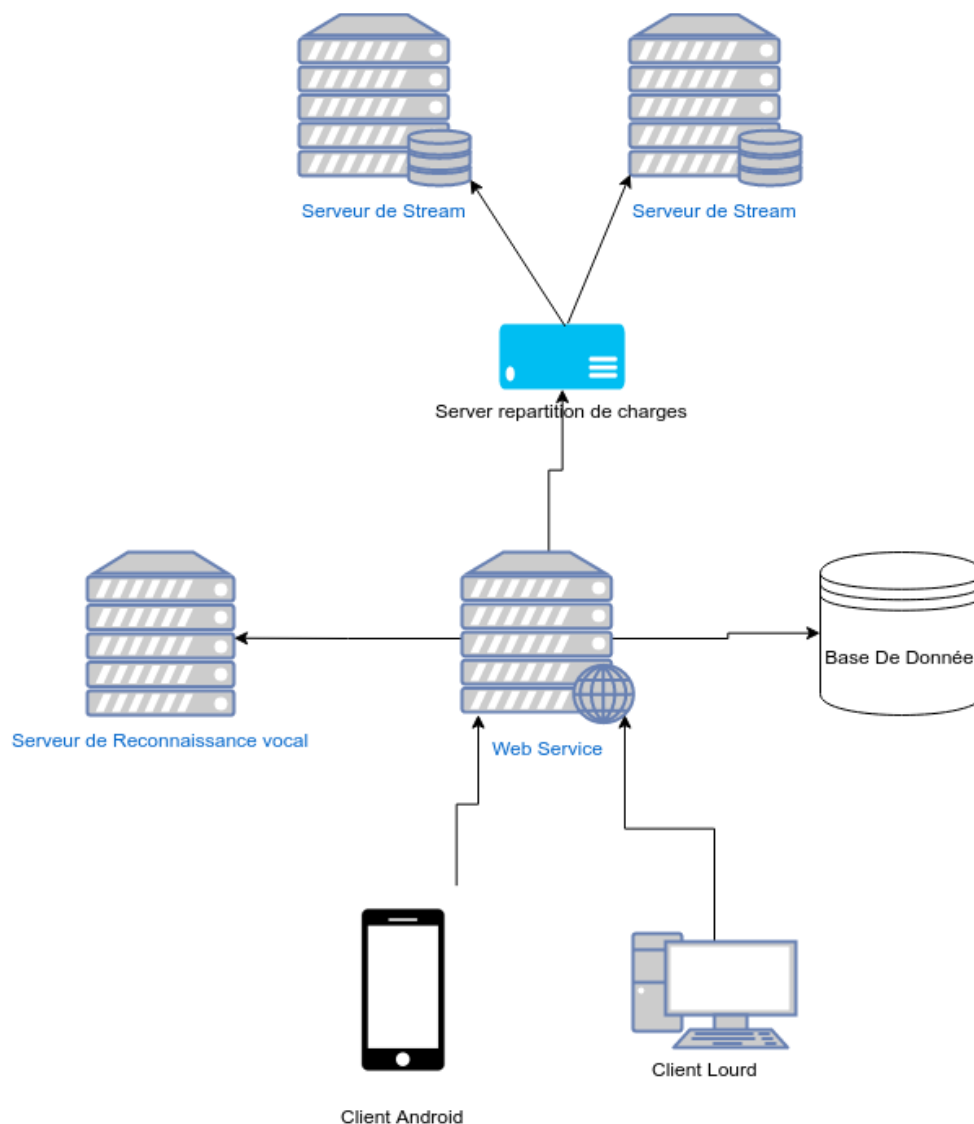 Serveur de Stream
Serveur de Stream
Server repartition de charges
Base De Donnée
Serveur de Reconnaissance vocal
Web Service
Client Lourd
Client Android